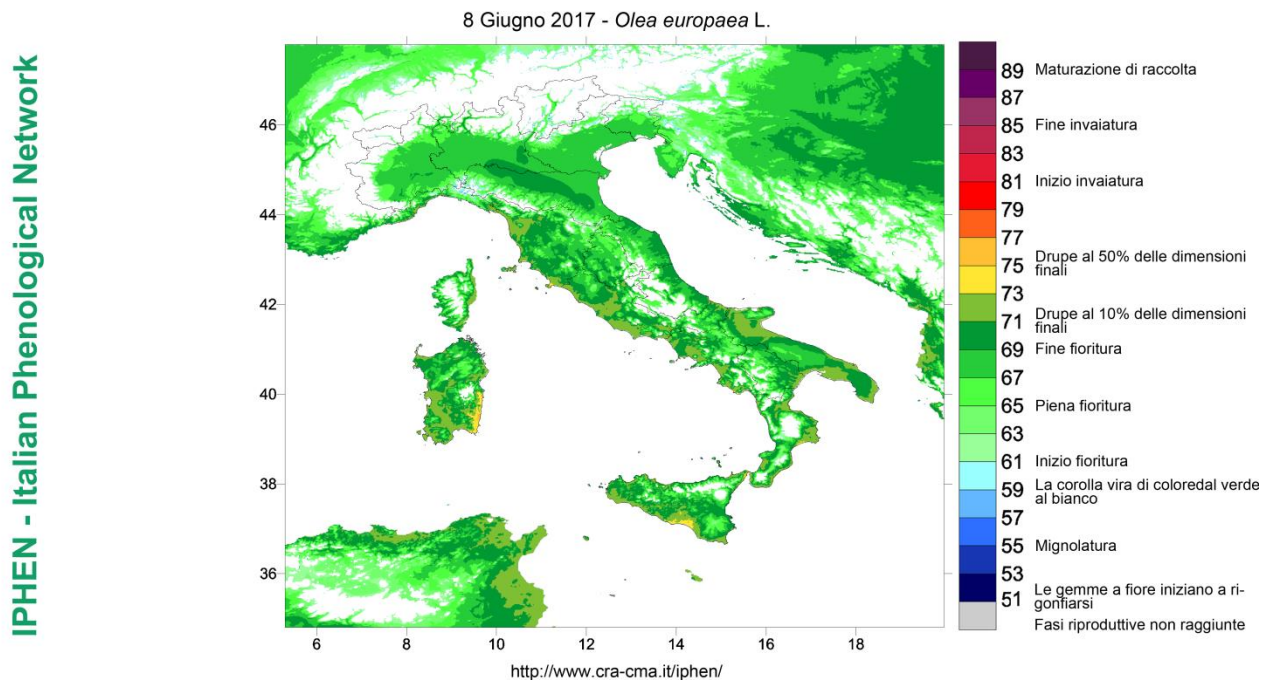 IPHEN - Italian Phenological Network
8 Giugno 2017 - Olea europaea L.
46
44
42
40
38
36
6
8
10
12
14
16
18
http://www.cra-cma.it/iphen/
89
Maturazione di raccolta
87
85
Fine invaiatura
83
81
Inizio invaiatura
79
77
Drupe al 50% delle dimensioni
75
finali
73
Drupe al 10% delle dimensioni
71
finali
69
Fine fioritura
67
65
Piena fioritura
63
61
Inizio fioritura
La corolla vira di coloredal verde
59
al bianco
57
55
Mignolatura
53
Le gemme a fiore iniziano a ri-
51
gonfiarsi
Fasi riproduttive non raggiunte